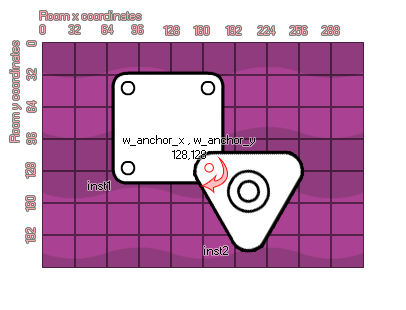 Room x coordinates
0 32 64 96 128 160 192 224 256 288
Room y coordinates
0 32 64 96 128 160 192
w_anchor_x , w_anchor_y
128,128
inst1
inst2